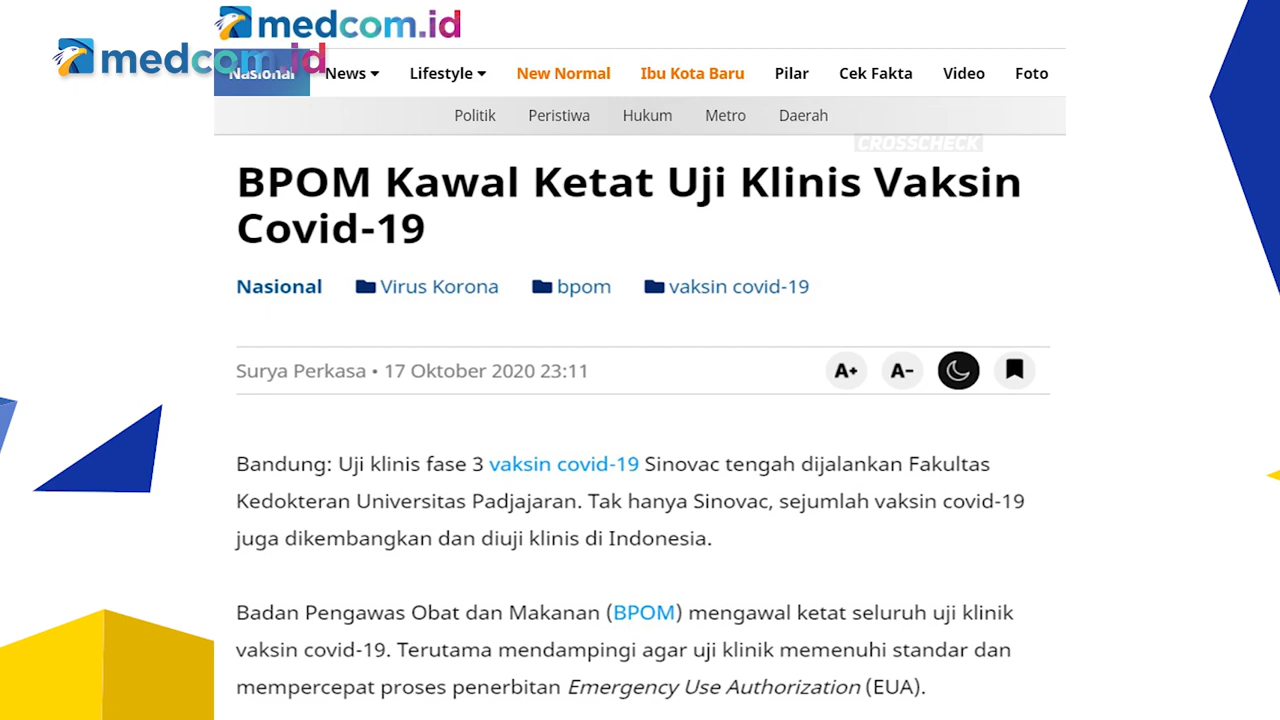 medcom.id
medcom.id
Nasional News Lifestyle New Normal Ibu Kota Baru Pilar Cek Fakta Video Foto
Politik Peristiwa Hukum Metro Daerah
CROSSCHECK
BPOM Kawal Ketat Uji Klinis Vaksin
Covid-19
Nasional Virus Korona bpom vaksin covid-19
Surya Perkasa • 17 Oktober 2020 23:11 A+ A-
Bandung: Uji klinis fase 3 vaksin covid-19 Sinovac tengah dijalankan Fakultas
Kedokteran Universitas Padjajaran. Tak hanya Sinovac, sejumlah vaksin covid-19
juga dikembangkan dan diuji klinis di Indonesia.
Badan Pengawas Obat dan Makanan (BPOM) mengawal ketat seluruh uji klinik
vaksin covid-19. Terutama mendampingi agar uji klinik memenuhi standar dan
mempercepat proses penerbitan Emergency Use Authorization (EUA).